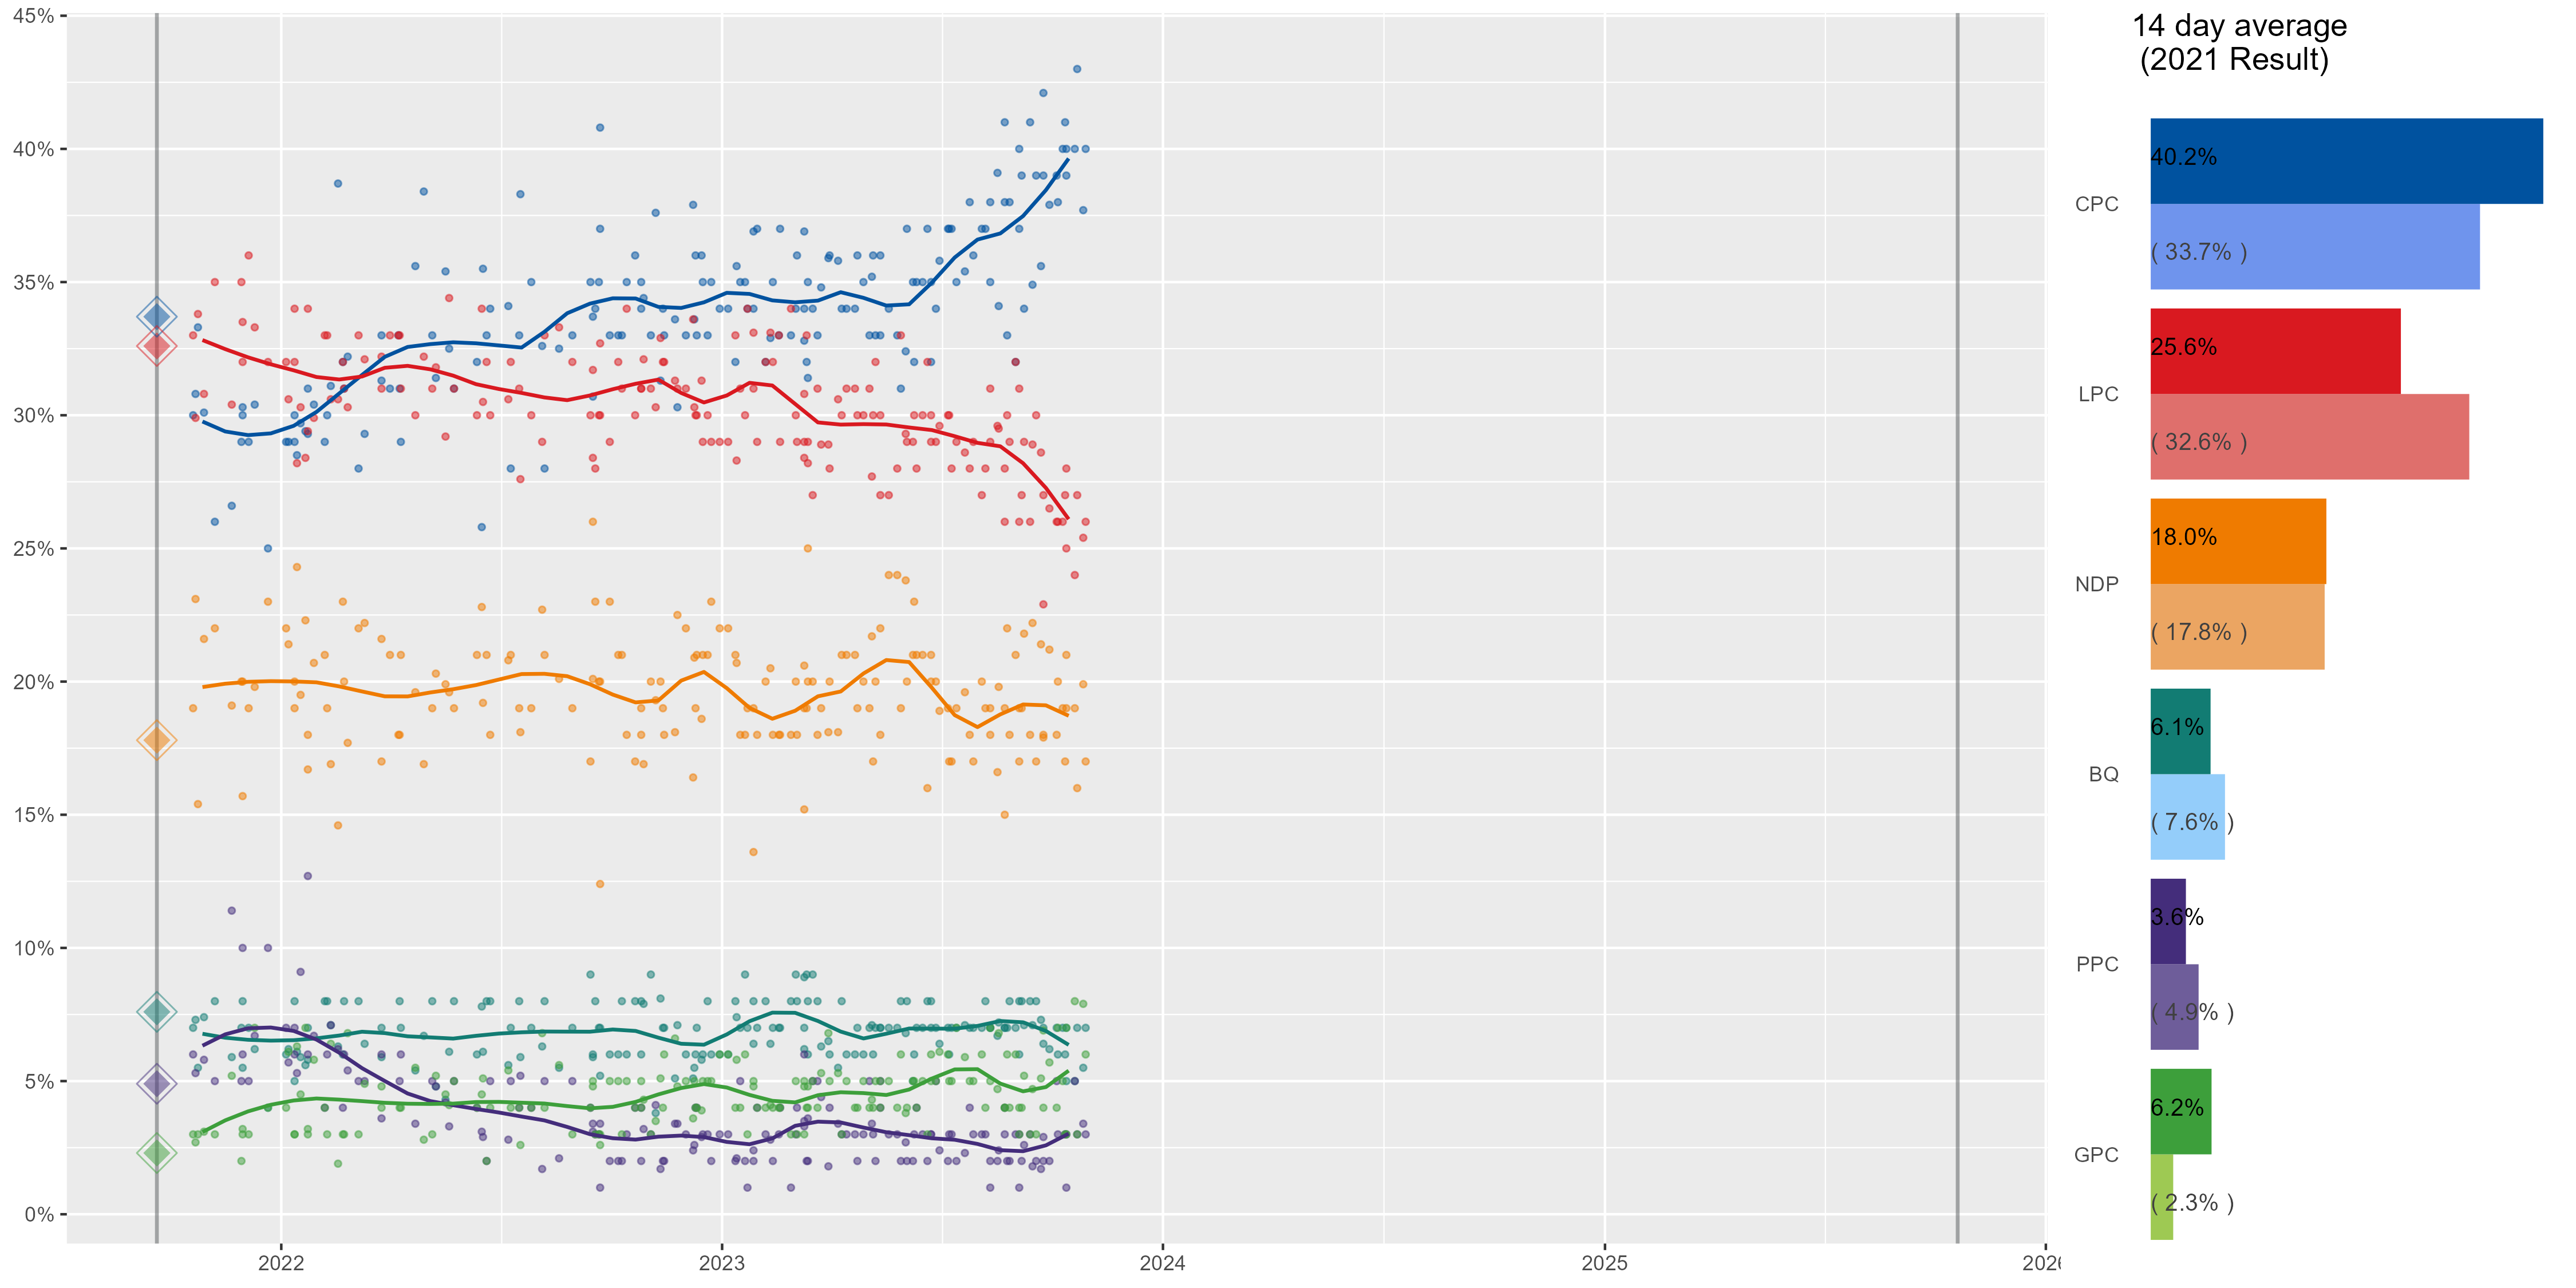 45%
40%
35%
30%
25%
20%
15%
10%
5%
0%
2022 2023 2024 2025 2026
14 day average
(2021 Result)
CPC
40.2%
( 33.7% )
LPC
25.6%
( 32.6% )
NDP
18.0%
( 17.8% )
BQ
6.1%
( 7.6% )
PPC
3.6%
( 4.9% )
GPC
6.2%
( 2.3% )